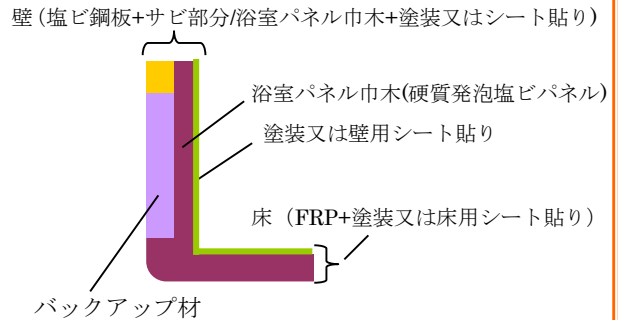 壁(塩ビ鋼板+サビ部分/浴室パネル巾木+塗装又はシート貼り)
浴室パネル巾木(硬質発泡塩ビパネル)
塗装又は壁用シート貼り
床（FRP+塗装又は床用シート貼り）
バックアップ材